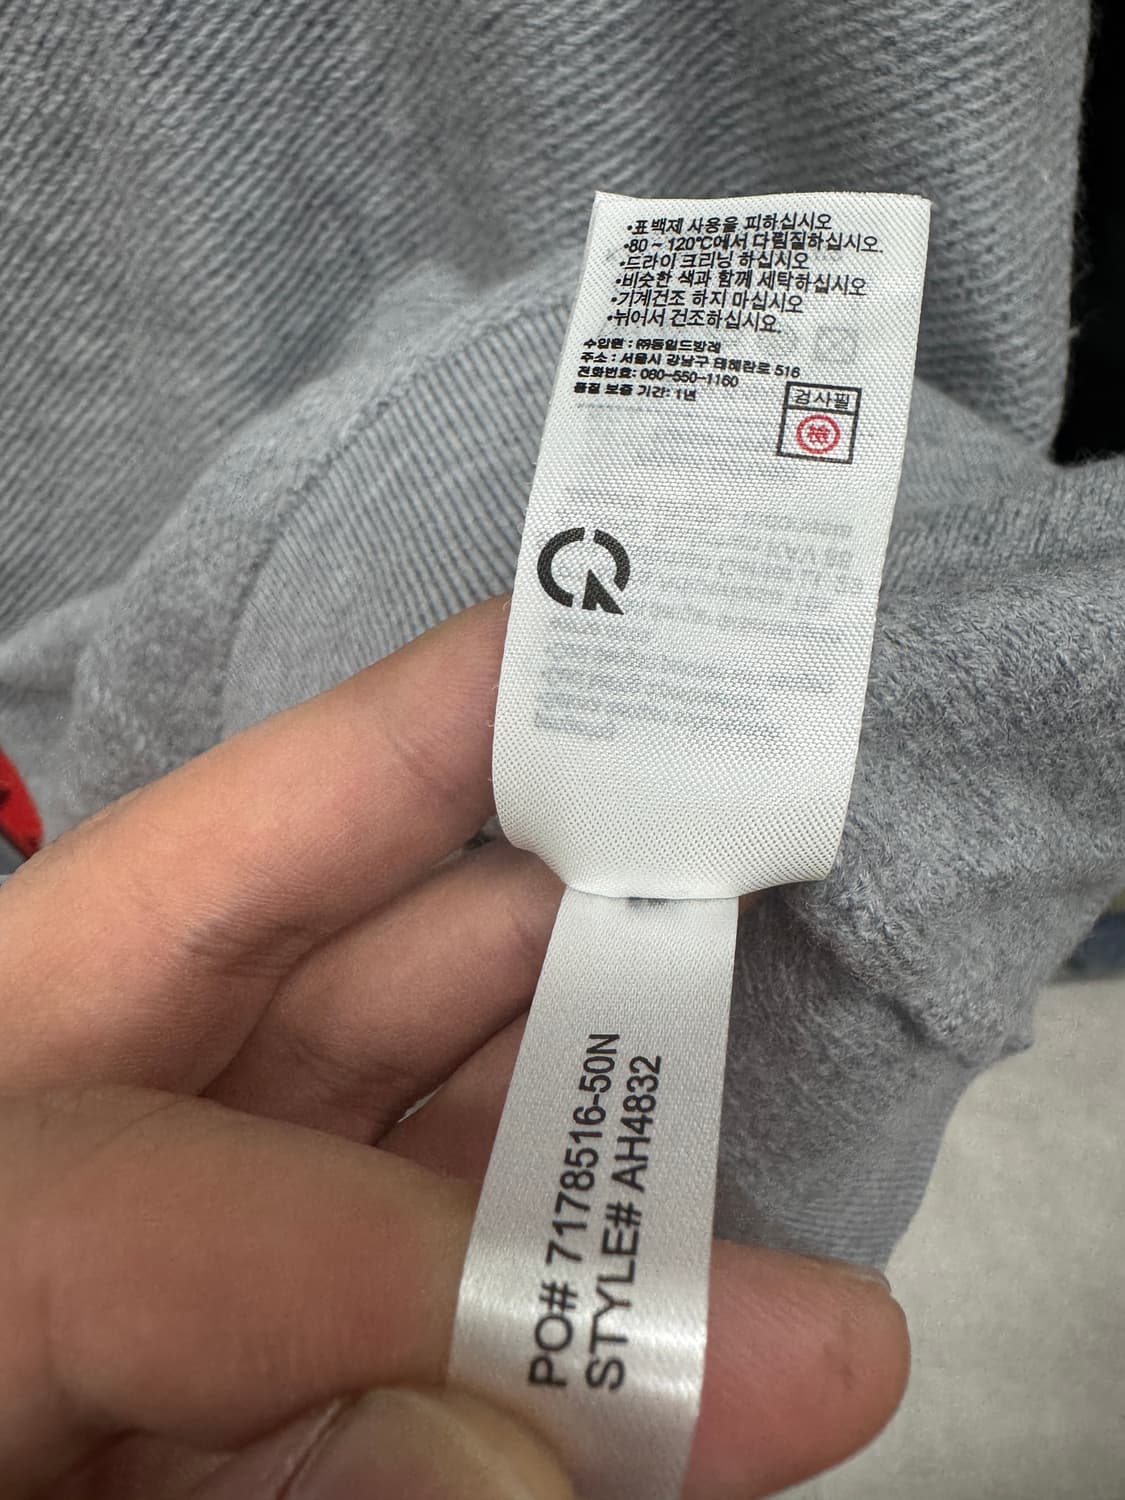 ·표백제 사용을 피하십시오
·80 ~ 120°C에서 다림질하십시오.
·드라이 크리닝 하십시오
·비슷한 색과 함께 세탁하십시오
·기계건조 하지 마십시오
·뉘어서 건조하십시요.
수입원 : ㈜동일드방레
주소 : 서울시 강남구 테헤란로 516
전화번호: 080-550-1160
품질 보증 기간: 1년
검사필
檢
PO# 7178516-50N
STYLE# AH4832